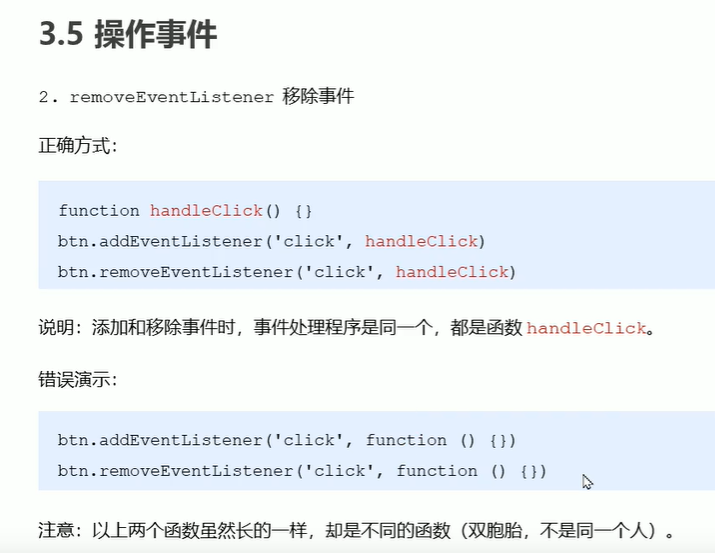 3.5 操作事件
2. removeEventListener 移除事件
正确方式：
function handleClick() {}
btn.addEventListener('click', handleClick)
btn.removeEventListener('click', handleClick)
说明：添加和移除事件时，事件处理程序是同一个，都是函数 handleClick。
错误演示：
btn.addEventListener('click', function () {})
btn.removeEventListener('click', function () {})
注意：以上两个函数虽然长的一样，却是不同的函数（双胞胎，不是同一个人）。